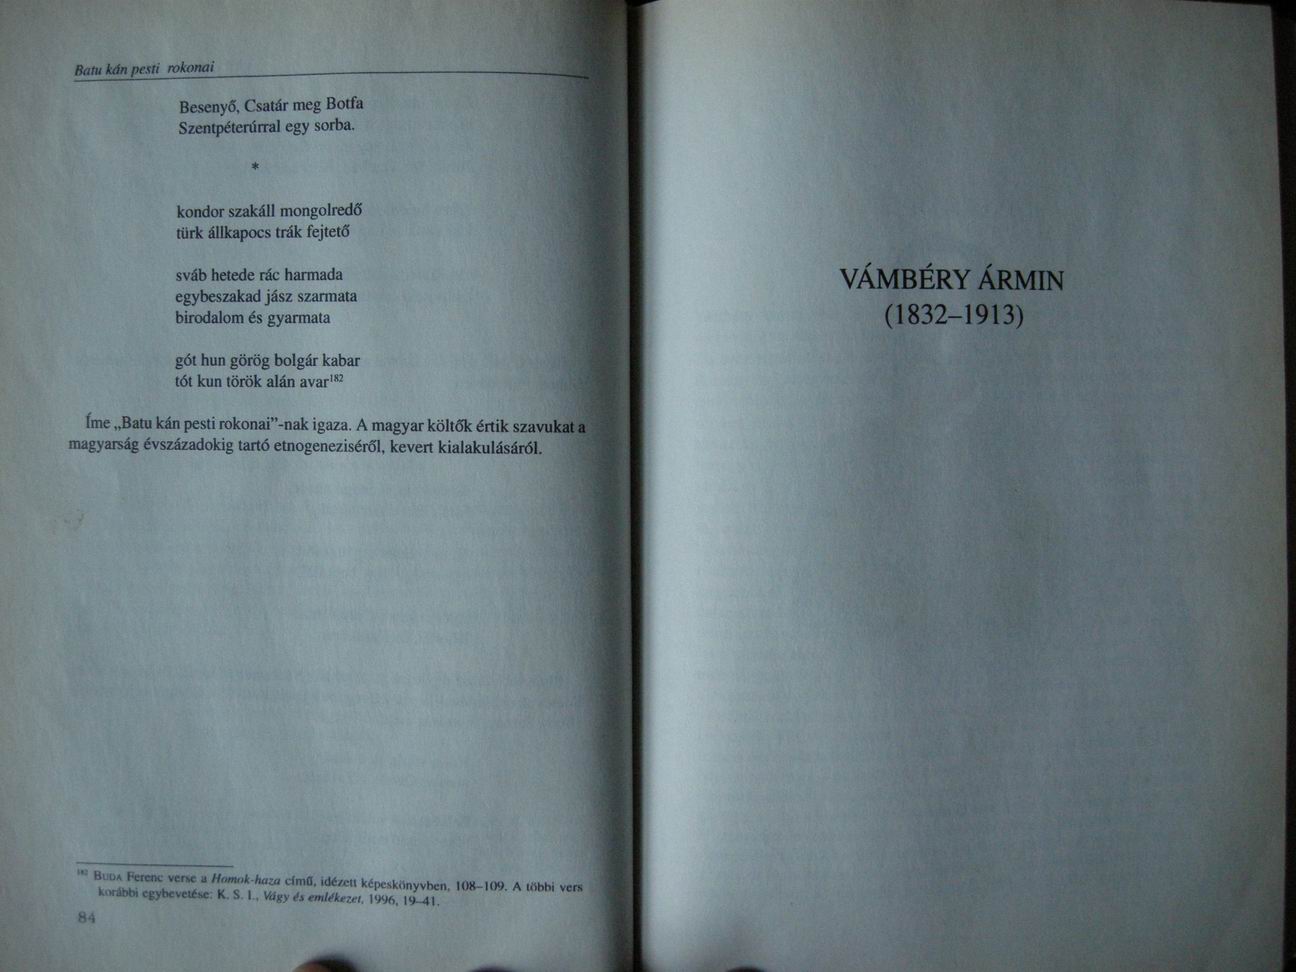 Batu kán pesti rokonai
Besenyő, Csatár meg Botfa
Szentpéterúrral egy sorba.
*
kondor szakáll mongolredő
türk állkapocs trák fejtető
sváb hetede rác harmada
egybeszakad jász szarmata
birodalom és gyarmata
gót hun görög bolgár kabar
tót kun török alán avar¹⁸²
Íme „Batu kán pesti rokonai”-nak igaza. A magyar költők értik szavukat a
magyarság évszázadokig tartó etnogeneziséről, kevert kialakulásáról.
¹⁸² BUDA Ferenc verse a Homok-haza című, idézett képeskönyvben, 108–109. A többi vers
korábbi egybevetése: K. S. I., Vágy és emlékezet, 1996, 19–41.
84
VÁMBÉRY ÁRMIN
(1832–1913)